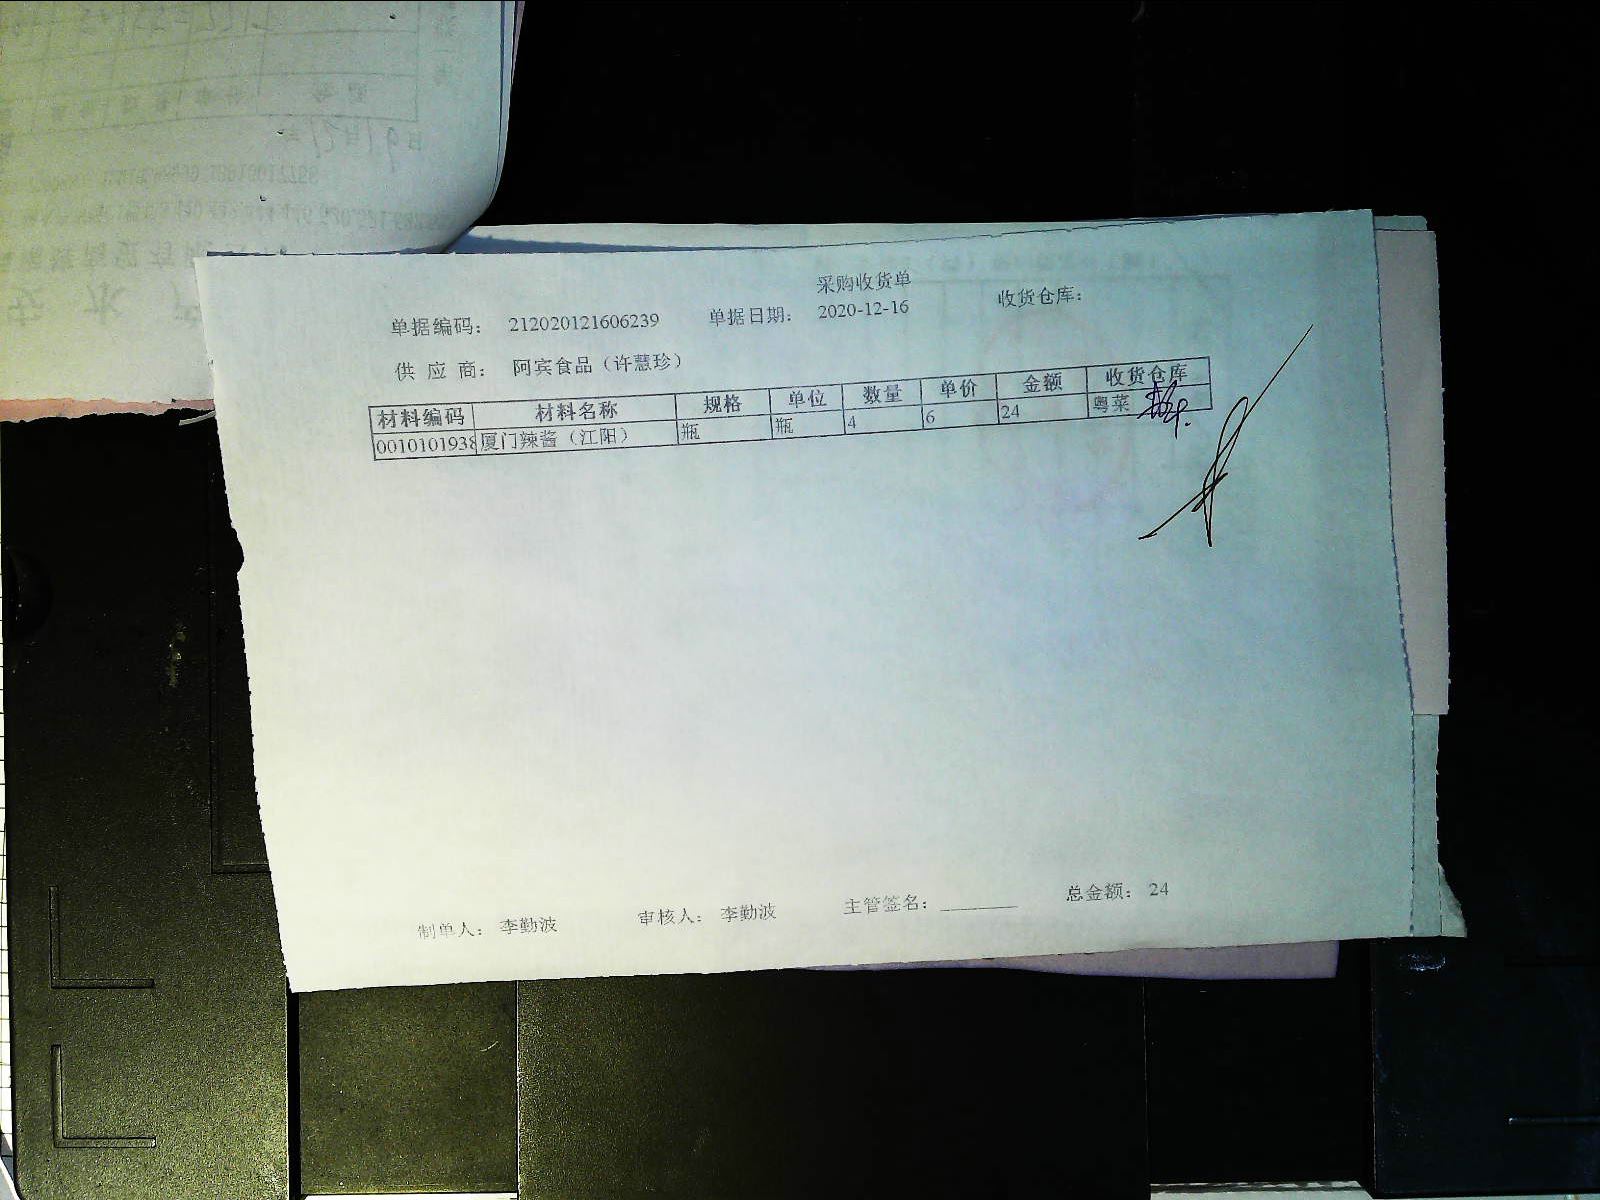 采购收货单
单据编码： 212020121606239 单据日期： 2020-12-16 收货仓库：
供 应 商： 阿宾食品（许慧珍）
材料编码 材料名称 规格 单位 数量 单价 金额 收货仓库
0010101938 厦门辣酱（江阳） 瓶 瓶 4 6 24 粤菜
制单人： 李勤波 审核人： 李勤波 主管签名： 总金额： 24